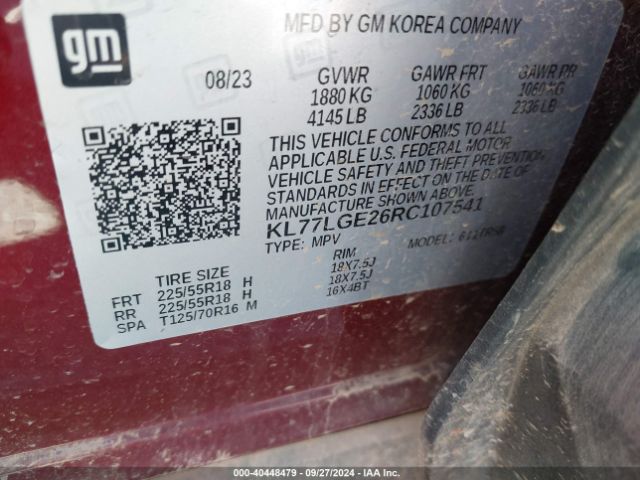 gm
MFD BY GM KOREA COMPANY
08/23 GVWR GAWR FRT GAWR RR
1880 KG 1060 KG 1060 KG
4145 LB 2336 LB 2336 LB
THIS VEHICLE CONFORMS TO ALL
APPLICABLE U.S. FEDERAL MOTOR
VEHICLE SAFETY AND THEFT PREVENTION
STANDARDS IN EFFECT ON THE DATE OF
MANUFACTURE SHOWN ABOVE.
KL77LGE26RC107541
TYPE: MPV MODEL:
TIRE SIZE RIM
FRT 225/55R18 H 18X7.5J
RR 225/55R18 H 18X7.5J
SPA T125/70R16 M 16X4BT
00-40448479 • 09/27/2024 • IAA Inc.